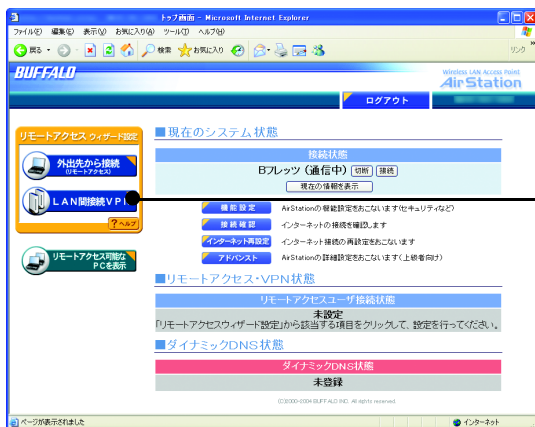 トップ画面 - Microsoft Internet Explorer
ファイル(F) 編集(E) 表示(V) お気に入り(A) ツール(T) ヘルプ(H)
戻る 検索 お気に入り リンク
BUFFALO
Wireless LAN Access Point
AirStation
ログアウト
リモートアクセス ウィザード設定
外出先から接続
(リモートアクセス)
LAN間接続VP
?ヘルプ
リモートアクセス可能な
PCを表示
■現在のシステム状態
接続状態
Bフレッツ (通信中) 切断 接続
現在の情報を表示
機能設定 AirStationの機能設定をおこないます(セキュリティなど)
接続確認 インターネットの接続を確認します
インターネット再設定 インターネット接続の再設定をおこないます
アドバンスト AirStationの詳細設定をおこないます(上級者向け)
■リモートアクセス・VPN状態
リモートアクセスユーザ接続状態
未設定
「リモートアクセスウィザード設定」から該当する項目をクリックして、設定を行ってください。
■ダイナミックDNS状態
ダイナミックDNS状態
未登録
(C)2000-2004 BUFFALO INC. All rights reserved.
ページが表示されました インターネット